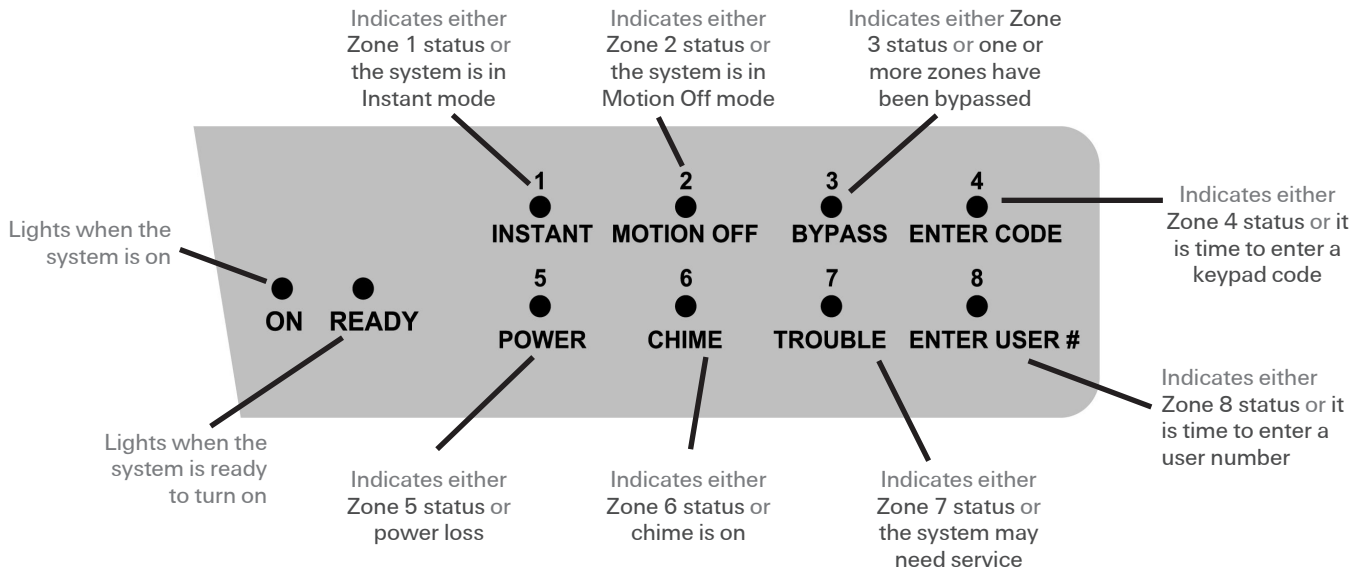 Indicates either
Zone 1 status or
the system is in
Instant mode
Indicates either
Zone 2 status or
the system is in
Motion Off mode
Indicates either Zone
3 status or one or
more zones have
been bypassed
1
2
3
4
INSTANT
MOTION OFF
BYPASS
ENTER CODE
Indicates either
Zone 4 status or it
is time to enter a
keypad code
Lights when the
system is on
ON
READY
5
6
7
8
POWER
CHIME
TROUBLE
ENTER USER #
Indicates either
Zone 8 status or it
is time to enter a
user number
Lights when the
system is ready
to turn on
Indicates either
Zone 5 status or
power loss
Indicates either
Zone 6 status or
chime is on
Indicates either
Zone 7 status or
the system may
need service